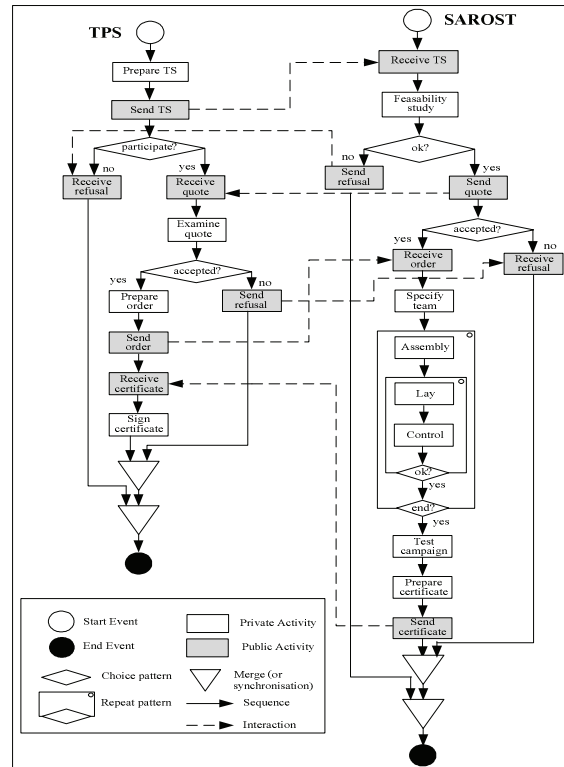 TPS
Prepare TS
Send TS
participate?
no
yes
Receive
refusal
Receive
quote
Examine
quote
accepted?
yes
no
Prepare
order
Send
refusal
Send
order
Receive
certificate
Sign
certificate
SAROST
Receive TS
Feasability
study
ok?
no
yes
Send
refusal
Send
quote
accepted?
yes
no
Receive
order
Receive
refusal
Specify
team
Assembly
Lay
Control
ok?
yes
end?
yes
Test
campaign
Prepare
certificate
Send
certificate
Start Event
End Event
Choice pattern
Repeat pattern
Private Activity
Public Activity
Merge (or
synchronisation)
Sequence
Interaction